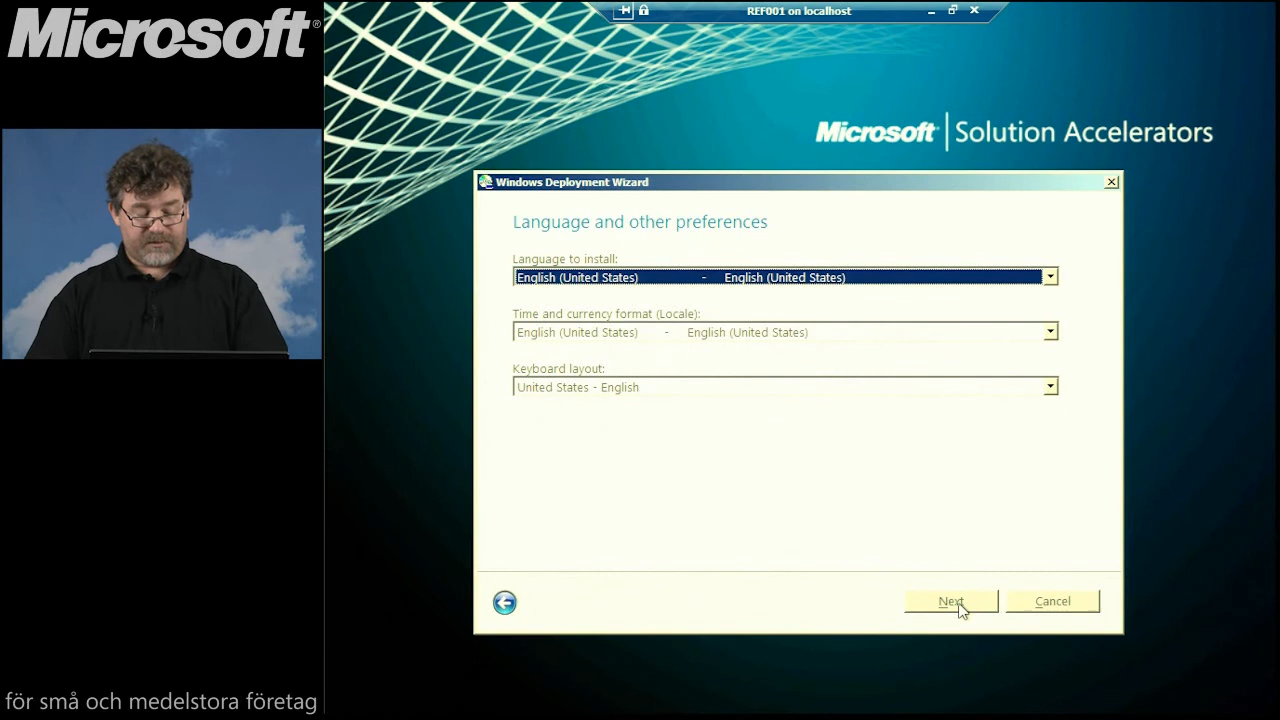 Microsoft®
REF001 on localhost
Microsoft | Solution Accelerators
Windows Deployment Wizard
Language and other preferences
Language to install:
English (United States) - English (United States)
Time and currency format (Locale):
English (United States) - English (United States)
Keyboard layout:
United States - English
Next
Cancel
för små och medelstora företag